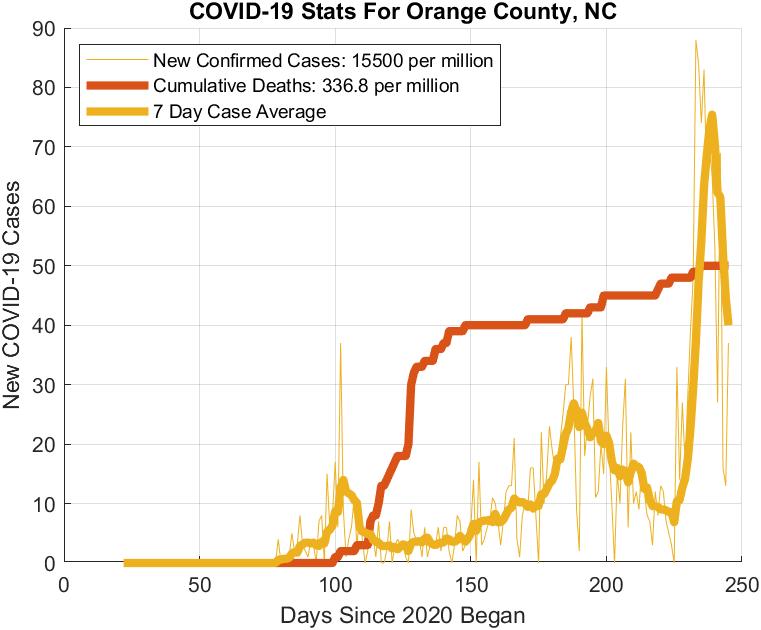 COVID-19 Stats For Orange County, NC
New Confirmed Cases: 15500 per million
Cumulative Deaths: 336.8 per million
7 Day Case Average
New COVID-19 Cases
90
80
70
60
50
40
30
20
10
0
0 50 100 150 200 250
Days Since 2020 Began